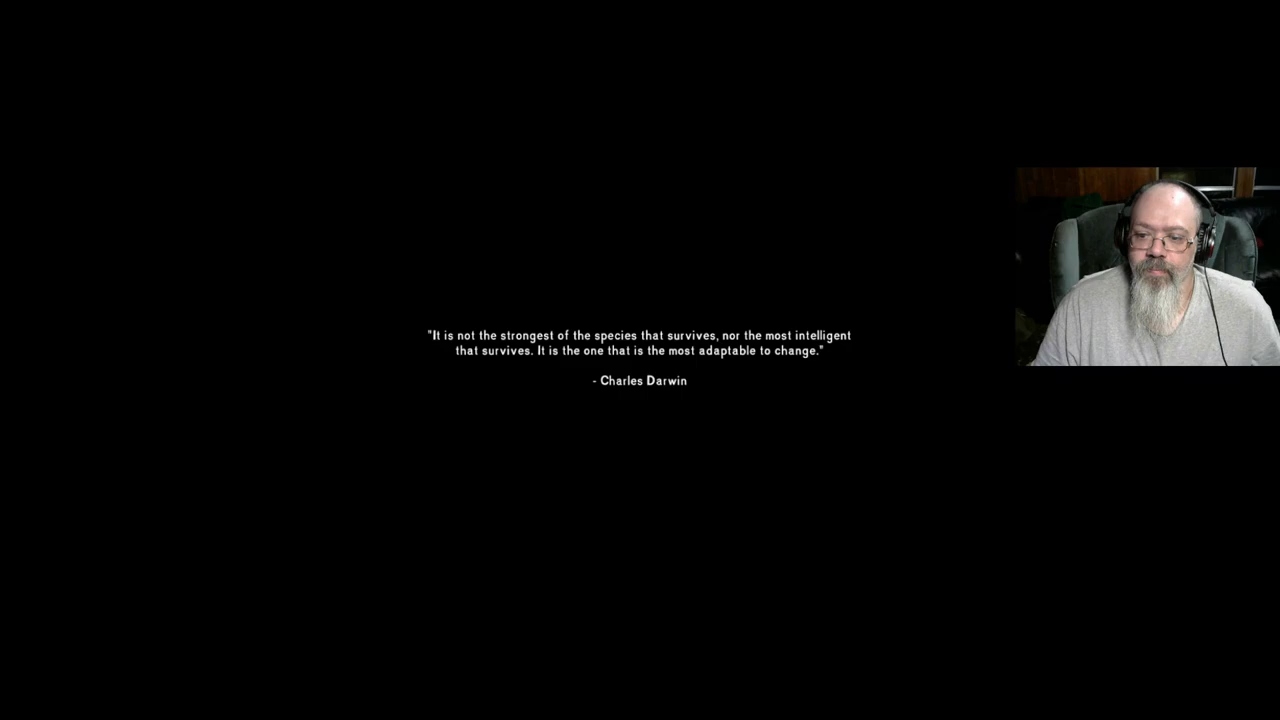 "It is not the strongest of the species that survives, nor the most intelligent
that survives. It is the one that is the most adaptable to change."
- Charles Darwin